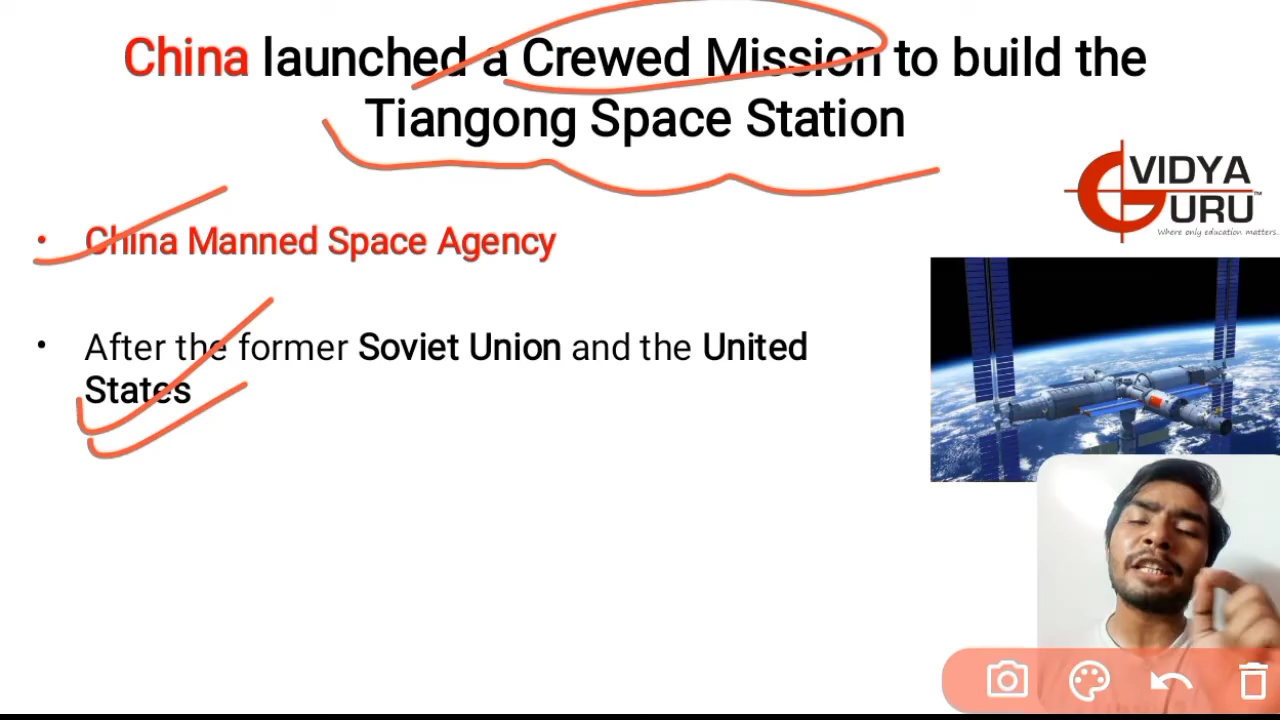 China launched a Crewed Mission to build the
Tiangong Space Station
VIDYA
GURU™
Where only education matters..
• China Manned Space Agency
• After the former Soviet Union and the United
States